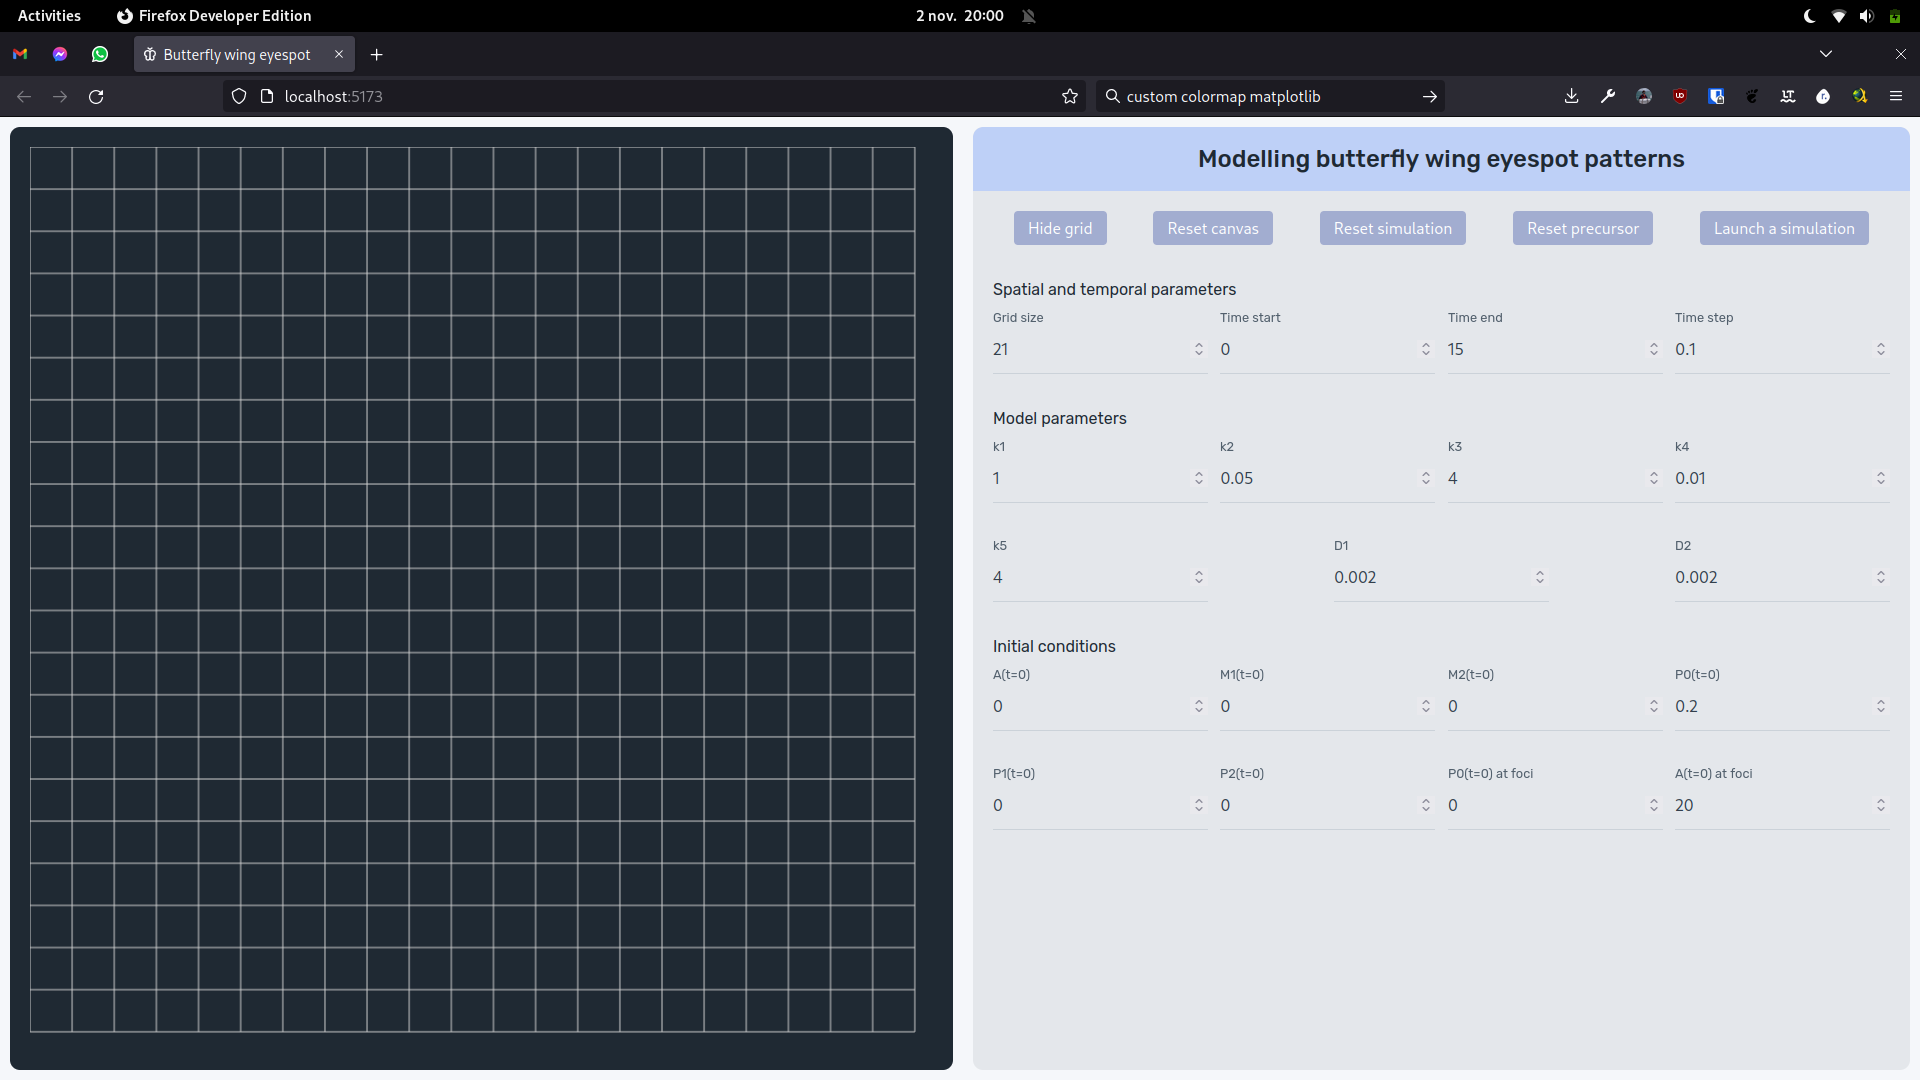 Activities Firefox Developer Edition 2 nov. 20:00
Butterfly wing eyespot
localhost:5173 custom colormap matplotlib
Modelling butterfly wing eyespot patterns
Hide grid Reset canvas Reset simulation Reset precursor Launch a simulation
Spatial and temporal parameters
Grid size Time start Time end Time step
21 0 15 0.1
Model parameters
k1 k2 k3 k4
1 0.05 4 0.01
k5 D1 D2
4 0.002 0.002
Initial conditions
A(t=0) M1(t=0) M2(t=0) P0(t=0)
0 0 0 0.2
P1(t=0) P2(t=0) P0(t=0) at foci A(t=0) at foci
0 0 0 20